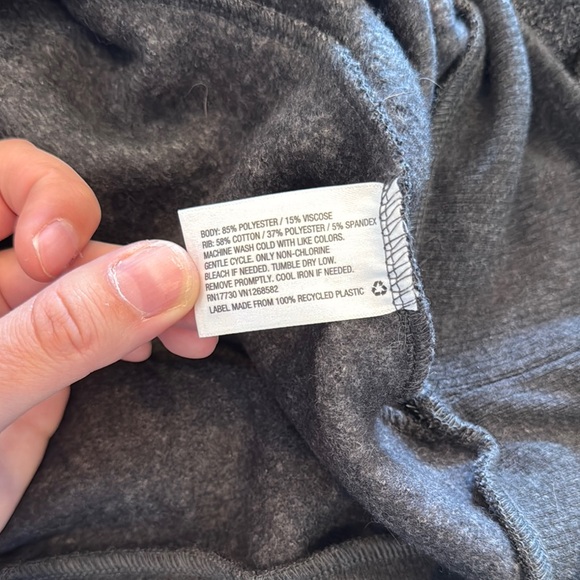 BODY: 85% POLYESTER / 15% VISCOSE
RIB: 58% COTTON / 37% POLYESTER / 5% SPANDEX
MACHINE WASH COLD WITH LIKE COLORS.
GENTLE CYCLE. ONLY NON-CHLORINE
BLEACH IF NEEDED. TUMBLE DRY LOW.
REMOVE PROMPTLY. COOL IRON IF NEEDED.
RN17730 VN1268582
LABEL MADE FROM 100% RECYCLED PLASTIC